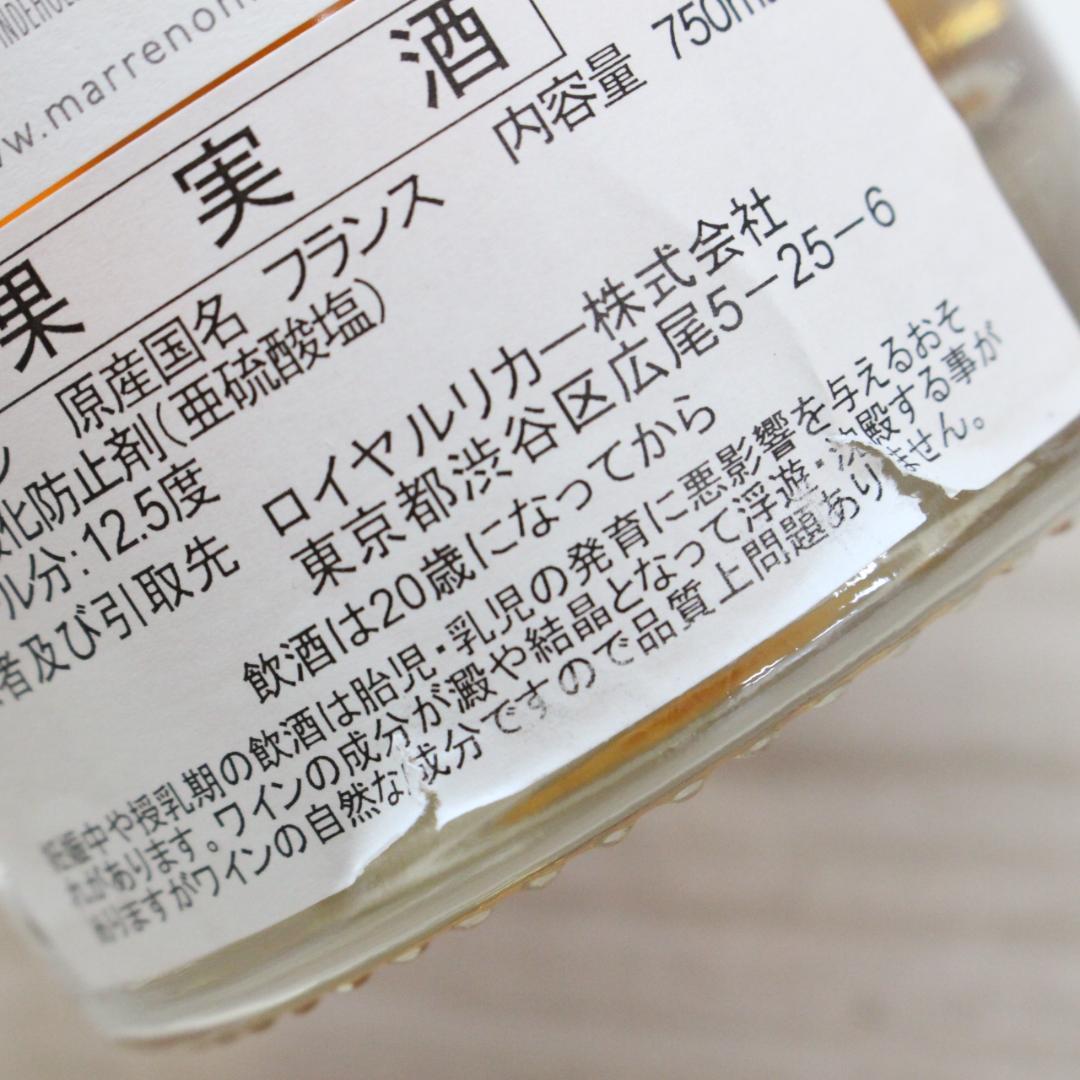 www.marrenon
果実酒
原産国名 フランス 内容量 750m
化防止剤(亜硫酸塩)
ル分:12.5度
者及び引取先
ロイヤルリカー株式会社
東京都渋谷区広尾5−25−6
飲酒は20歳になってから
妊娠中や授乳期の飲酒は胎児・乳児の発育に悪影響を与えるおそ
れがあります。ワインの成分が澱や結晶となって浮遊・沈殿する事が
ありますがワインの自然な成分ですので品質上問題ありません。